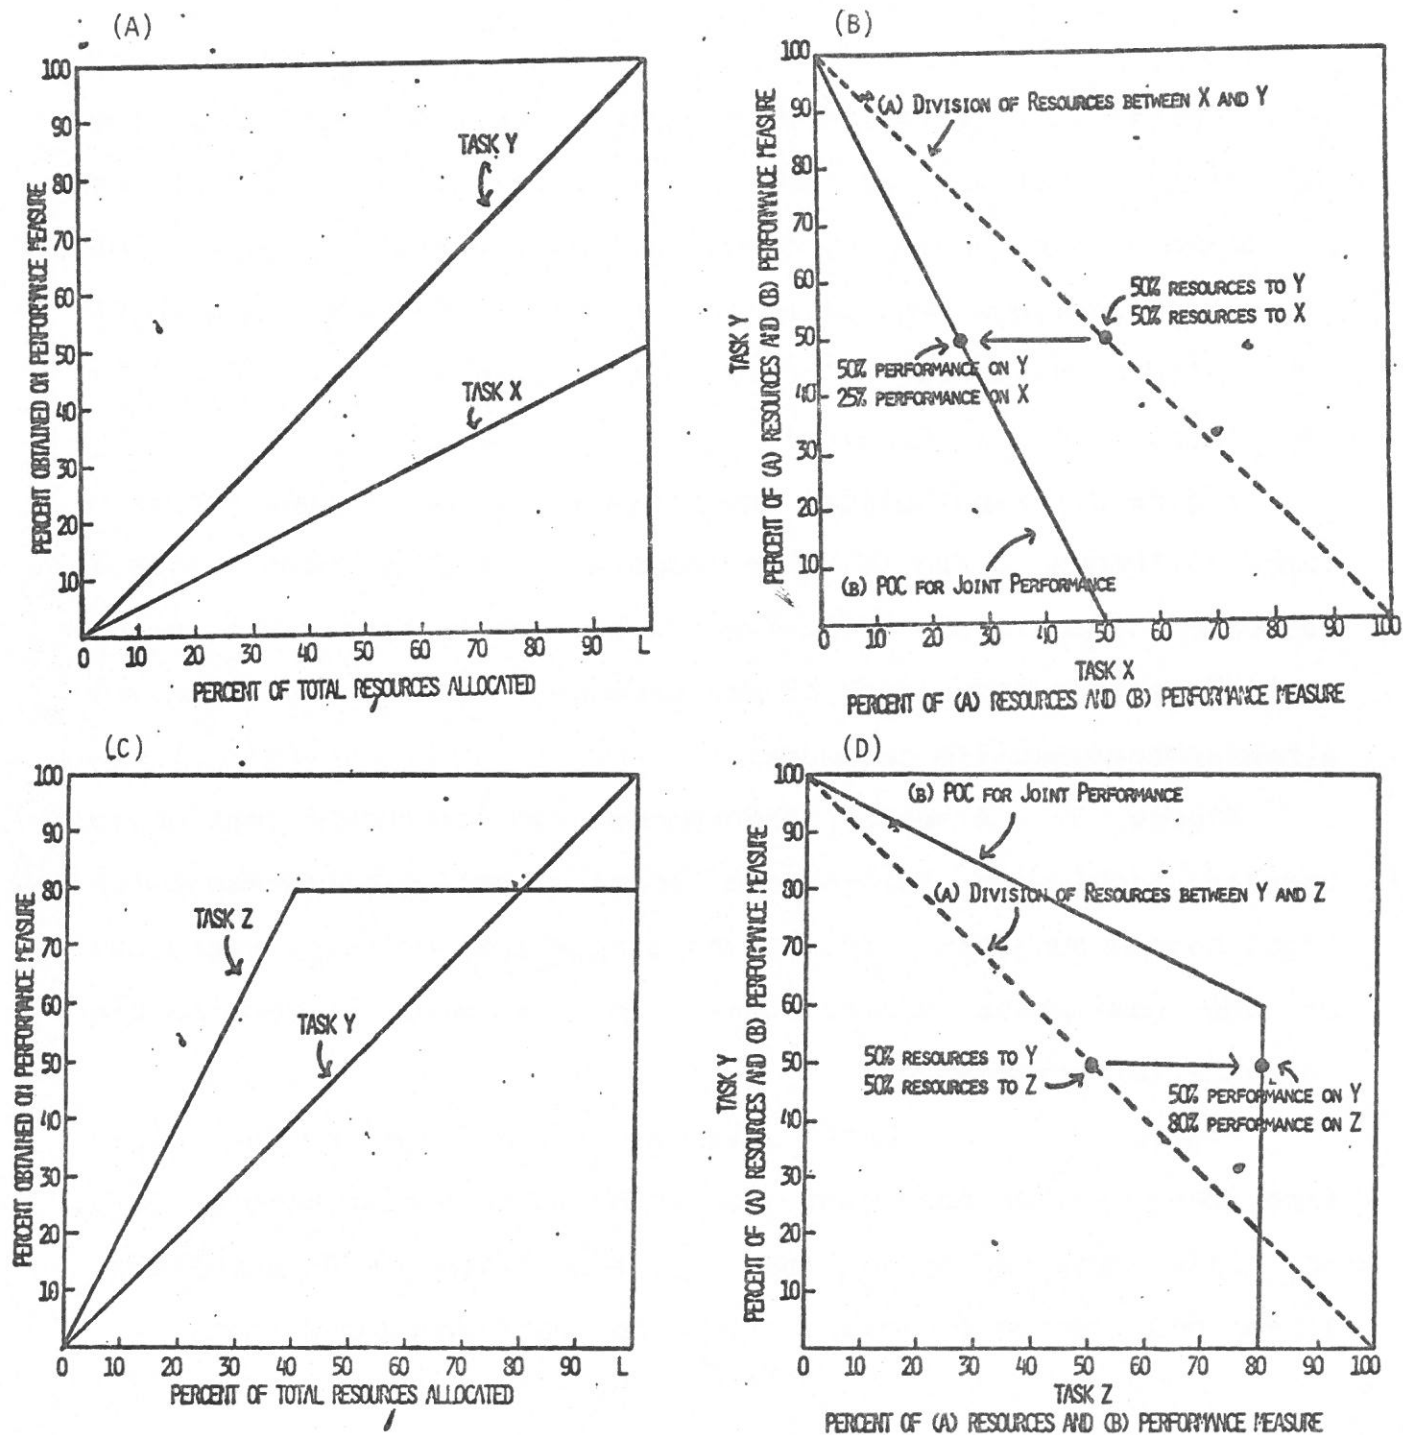 (A)
100
90
80
70
60
50
40
30
20
10
TASK Y
TASK X
PERCENT OBTAINED ON PERFORMANCE MEASURE
0 10 20 30 40 50 60 70 80 90 L
PERCENT OF TOTAL RESOURCES ALLOCATED
(B)
100
90
80
70
60
50
40
30
20
10
TASK Y
PERCENT OF (A) RESOURCES AND (B) PERFORMANCE MEASURE
(A) DIVISION OF RESOURCES BETWEEN X AND Y
50% RESOURCES TO Y
50% RESOURCES TO X
50% PERFORMANCE ON Y
25% PERFORMANCE ON X
(B) POC FOR JOINT PERFORMANCE
0 10 20 30 40 50 60 70 80 90 100
TASK X
PERCENT OF (A) RESOURCES AND (B) PERFORMANCE MEASURE
(C)
100
90
80
70
60
50
40
30
20
10
TASK Z
TASK Y
PERCENT OBTAINED ON PERFORMANCE MEASURE
0 10 20 30 40 50 60 70 80 90 L
PERCENT OF TOTAL RESOURCES ALLOCATED
(D)
100
90
80
70
60
50
40
30
20
10
TASK Y
PERCENT OF (A) RESOURCES AND (B) PERFORMANCE MEASURE
(B) POC FOR JOINT PERFORMANCE
(A) DIVISION OF RESOURCES BETWEEN Y AND Z
50% RESOURCES TO Y
50% RESOURCES TO Z
50% PERFORMANCE ON Y
80% PERFORMANCE ON Z
0 10 20 30 40 50 60 70 80 90 100
TASK Z
PERCENT OF (A) RESOURCES AND (B) PERFORMANCE MEASURE